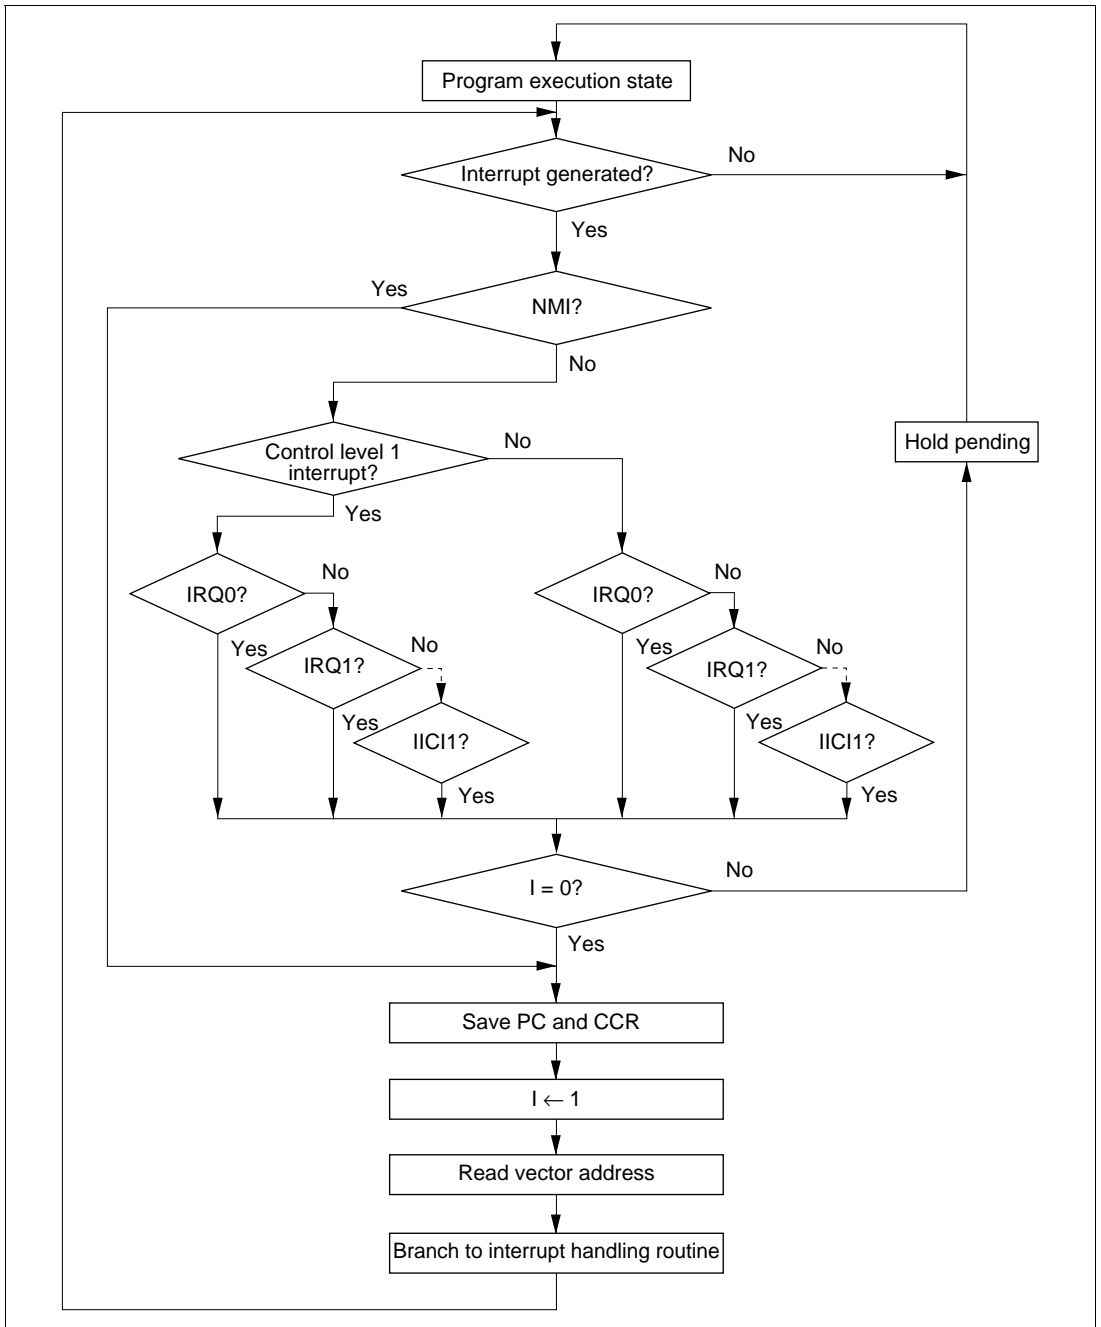 Program execution state
No
Interrupt generated?
Yes
Yes
NMI?
No
Hold pending
No
Control level 1
interrupt?
Yes
No
No
IRQ0?
IRQ0?
Yes
No
Yes
No
IRQ1?
IRQ1?
Yes
Yes
IICI1?
IICI1?
Yes
Yes
No
I = 0?
Yes
Save PC and CCR
I ← 1
Read vector address
Branch to interrupt handling routine